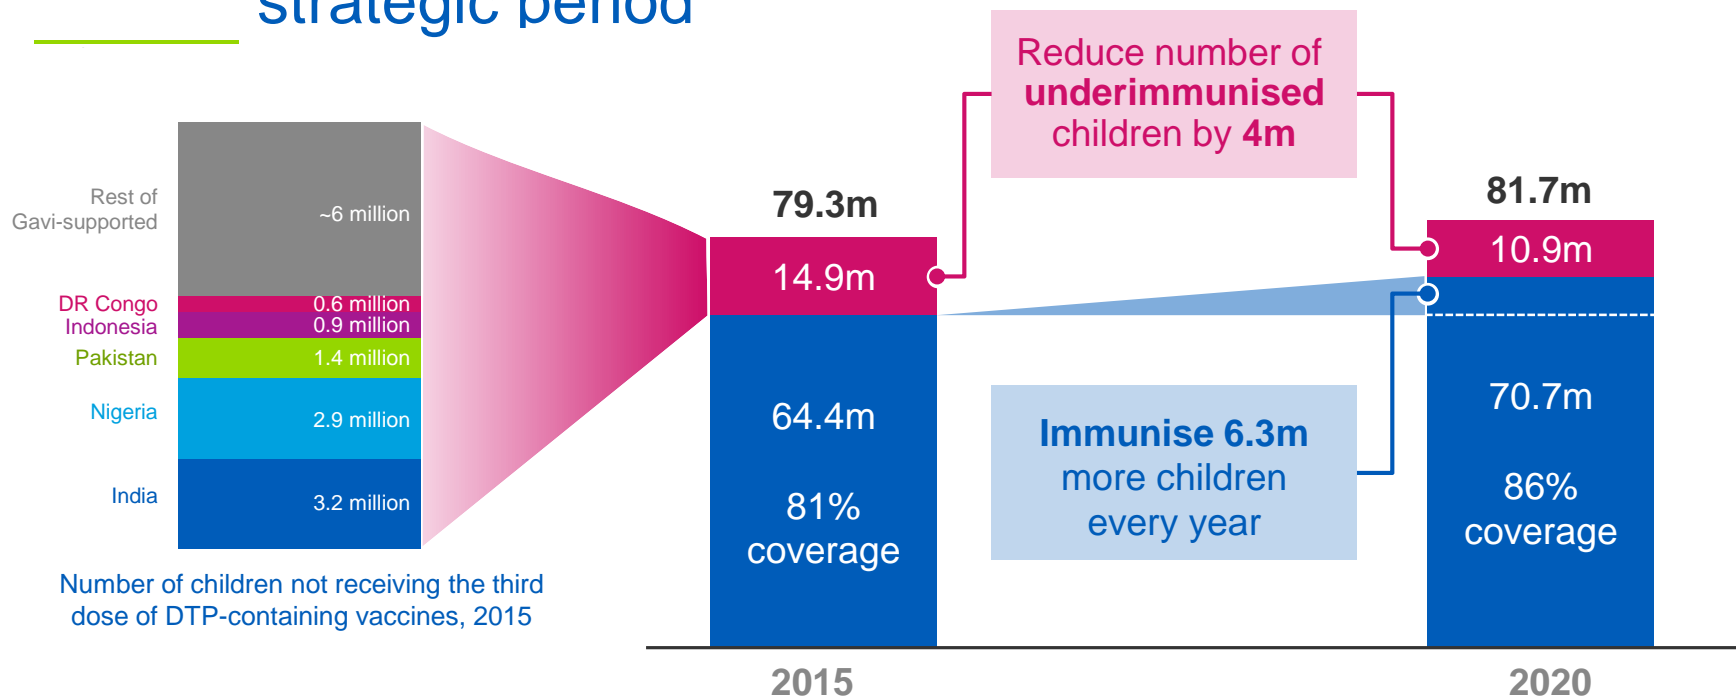 strategic period
Reduce number of
underimmunised
children by 4m
Rest of
Gavi-supported
~6 million
DR Congo
0.6 million
Indonesia
0.9 million
Pakistan
1.4 million
Nigeria
2.9 million
India
3.2 million
Number of children not receiving the third
dose of DTP-containing vaccines, 2015
79.3m
14.9m
64.4m
81%
coverage
2015
Immunise 6.3m
more children
every year
81.7m
10.9m
70.7m
86%
coverage
2020